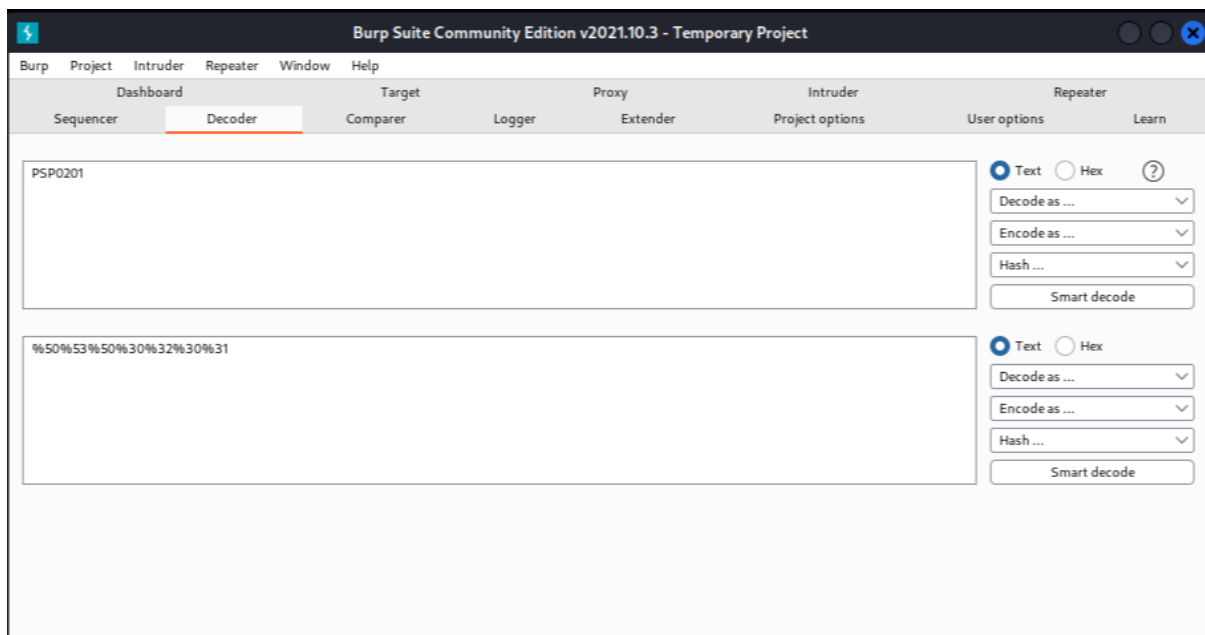 Burp Suite Community Edition v2021.10.3 - Temporary Project
Burp Project Intruder Repeater Window Help
Dashboard Target Proxy Intruder Repeater
Sequencer Decoder Comparer Logger Extender Project options User options Learn
PSP0201
Text Hex ?
Decode as ...
Encode as ...
Hash ...
Smart decode
%50%53%50%30%32%30%31
Text Hex
Decode as ...
Encode as ...
Hash ...
Smart decode